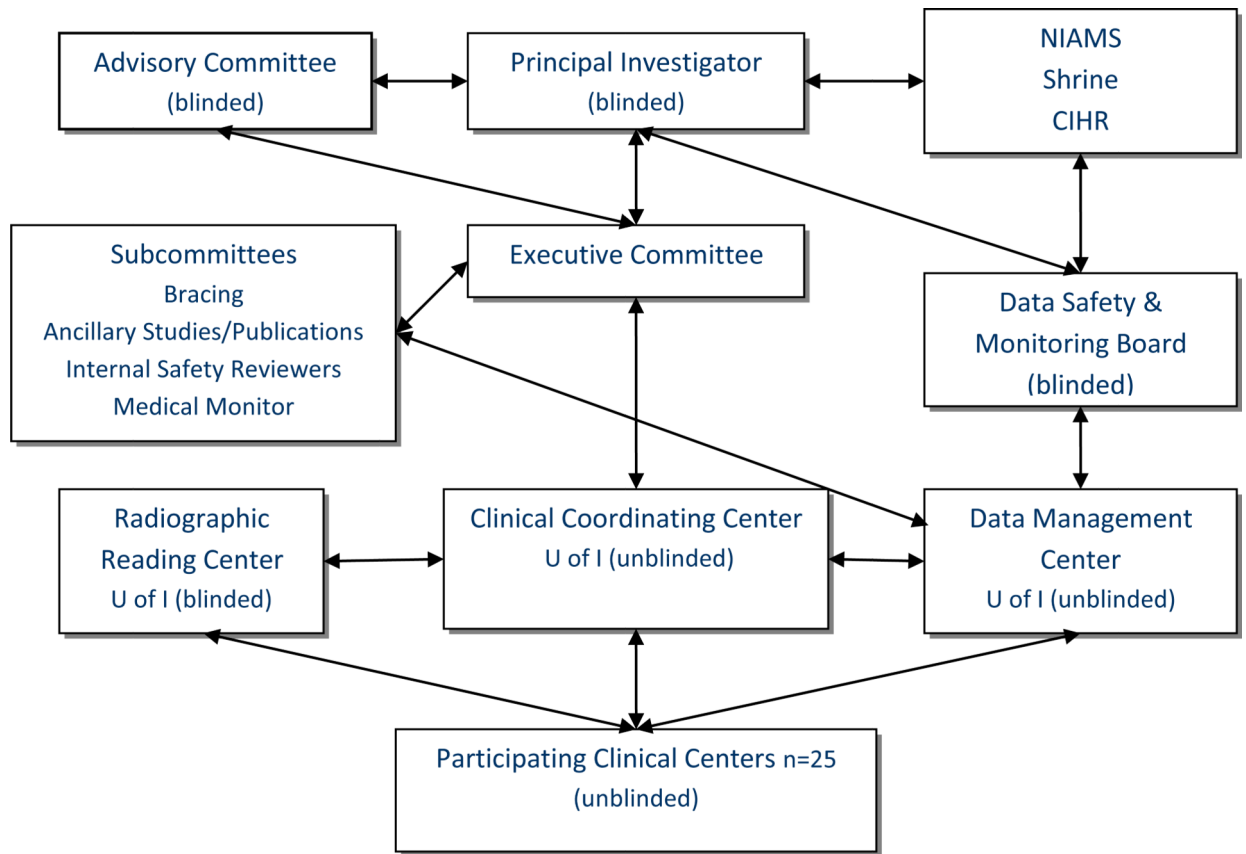 Advisory Committee
(blinded)
Principal Investigator
(blinded)
NIAMS
Shrine
CIHR
Subcommittees
Bracing
Ancillary Studies/Publications
Internal Safety Reviewers
Medical Monitor
Executive Committee
Data Safety &
Monitoring Board
(blinded)
Radiographic
Reading Center
U of I (blinded)
Clinical Coordinating Center
U of I (unblinded)
Data Management
Center
U of I (unblinded)
Participating Clinical Centers n=25
(unblinded)